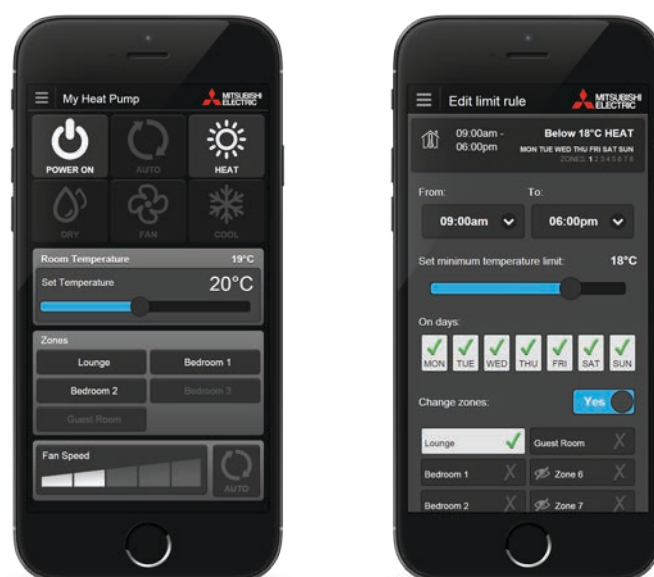 My Heat Pump
MITSUBISHI ELECTRIC
POWER ON
AUTO
HEAT
DRY
FAN
COOL
Room Temperature 19°C
Set Temperature 20°C
Zones
Lounge Bedroom 1
Bedroom 2 Bedroom 3
Guest Room
Fan Speed
AUTO
Edit limit rule
MITSUBISHI ELECTRIC
09:00am - 06:00pm
Below 18°C HEAT
MON TUE WED THU FRI SAT SUN
ZONES: 1 2 3 4 5 6 7 8
From: To:
09:00am 06:00pm
Set minimum temperature limit: 18°C
On days:
MON TUE WED THU FRI SAT SUN
Change zones: Yes
Lounge Guest Room
Bedroom 1 Zone 6
Bedroom 2 Zone 7